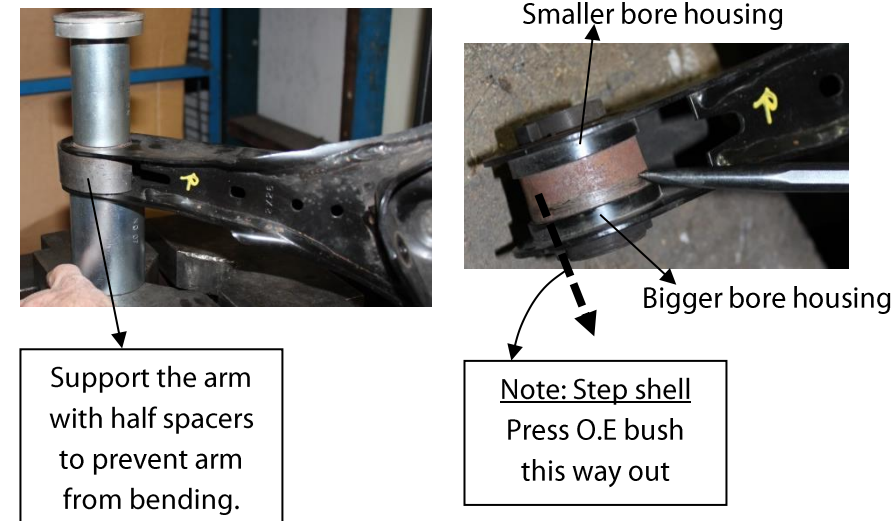 Smaller bore housing
R
R
Bigger bore housing
Support the arm
with half spacers
to prevent arm
from bending.
Note: Step shell
Press O.E bush
this way out